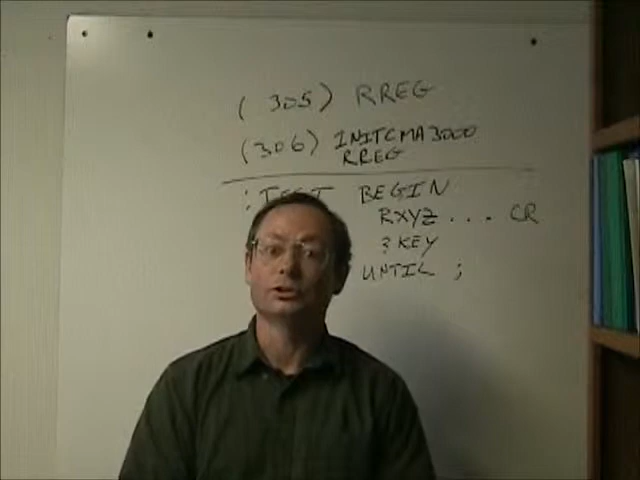 (305) RREG
(306) INITCMA3000
RREG
: TEST BEGIN
RXYZ . . . CR
?KEY
UNTIL ;